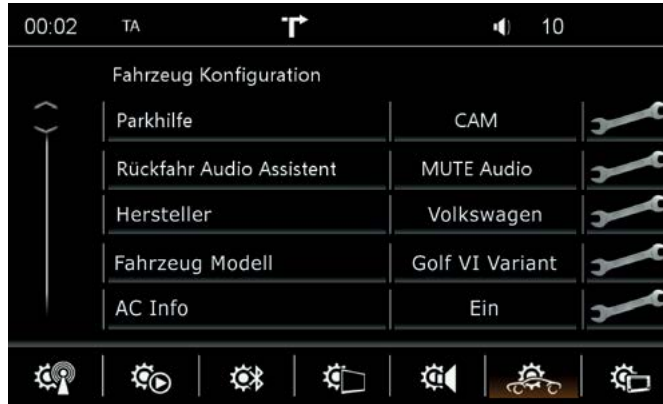 00:02 TA 10
Fahrzeug Konfiguration
Parkhilfe CAM
Rückfahr Audio Assistent MUTE Audio
Hersteller Volkswagen
Fahrzeug Modell Golf VI Variant
AC Info Ein